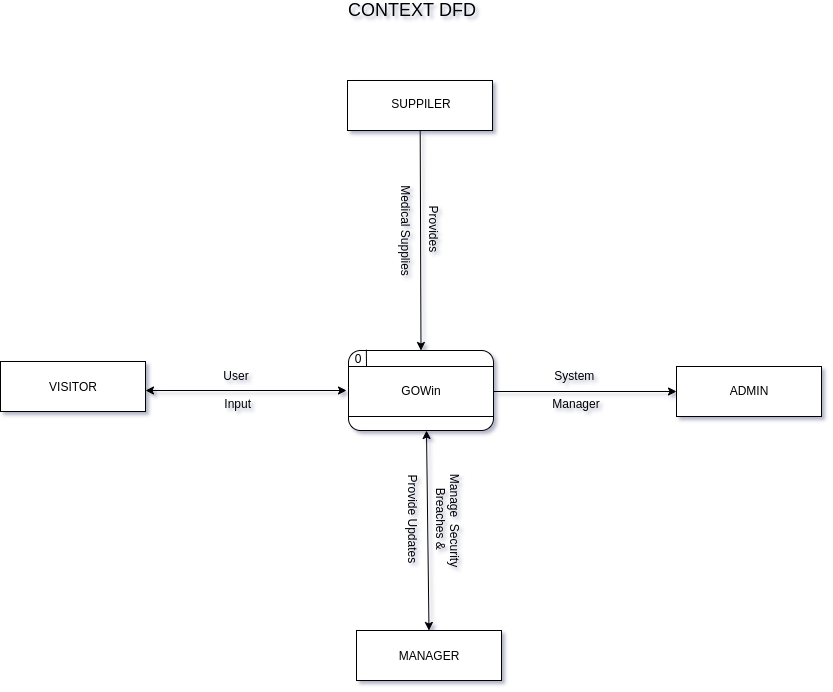 CONTEXT DFD
SUPPILER
Provides
Medical Supplies
VISITOR
User
Input
0
GOWin
System
Manager
ADMIN
Manage Security
Breaches &
Provide Updates
MANAGER